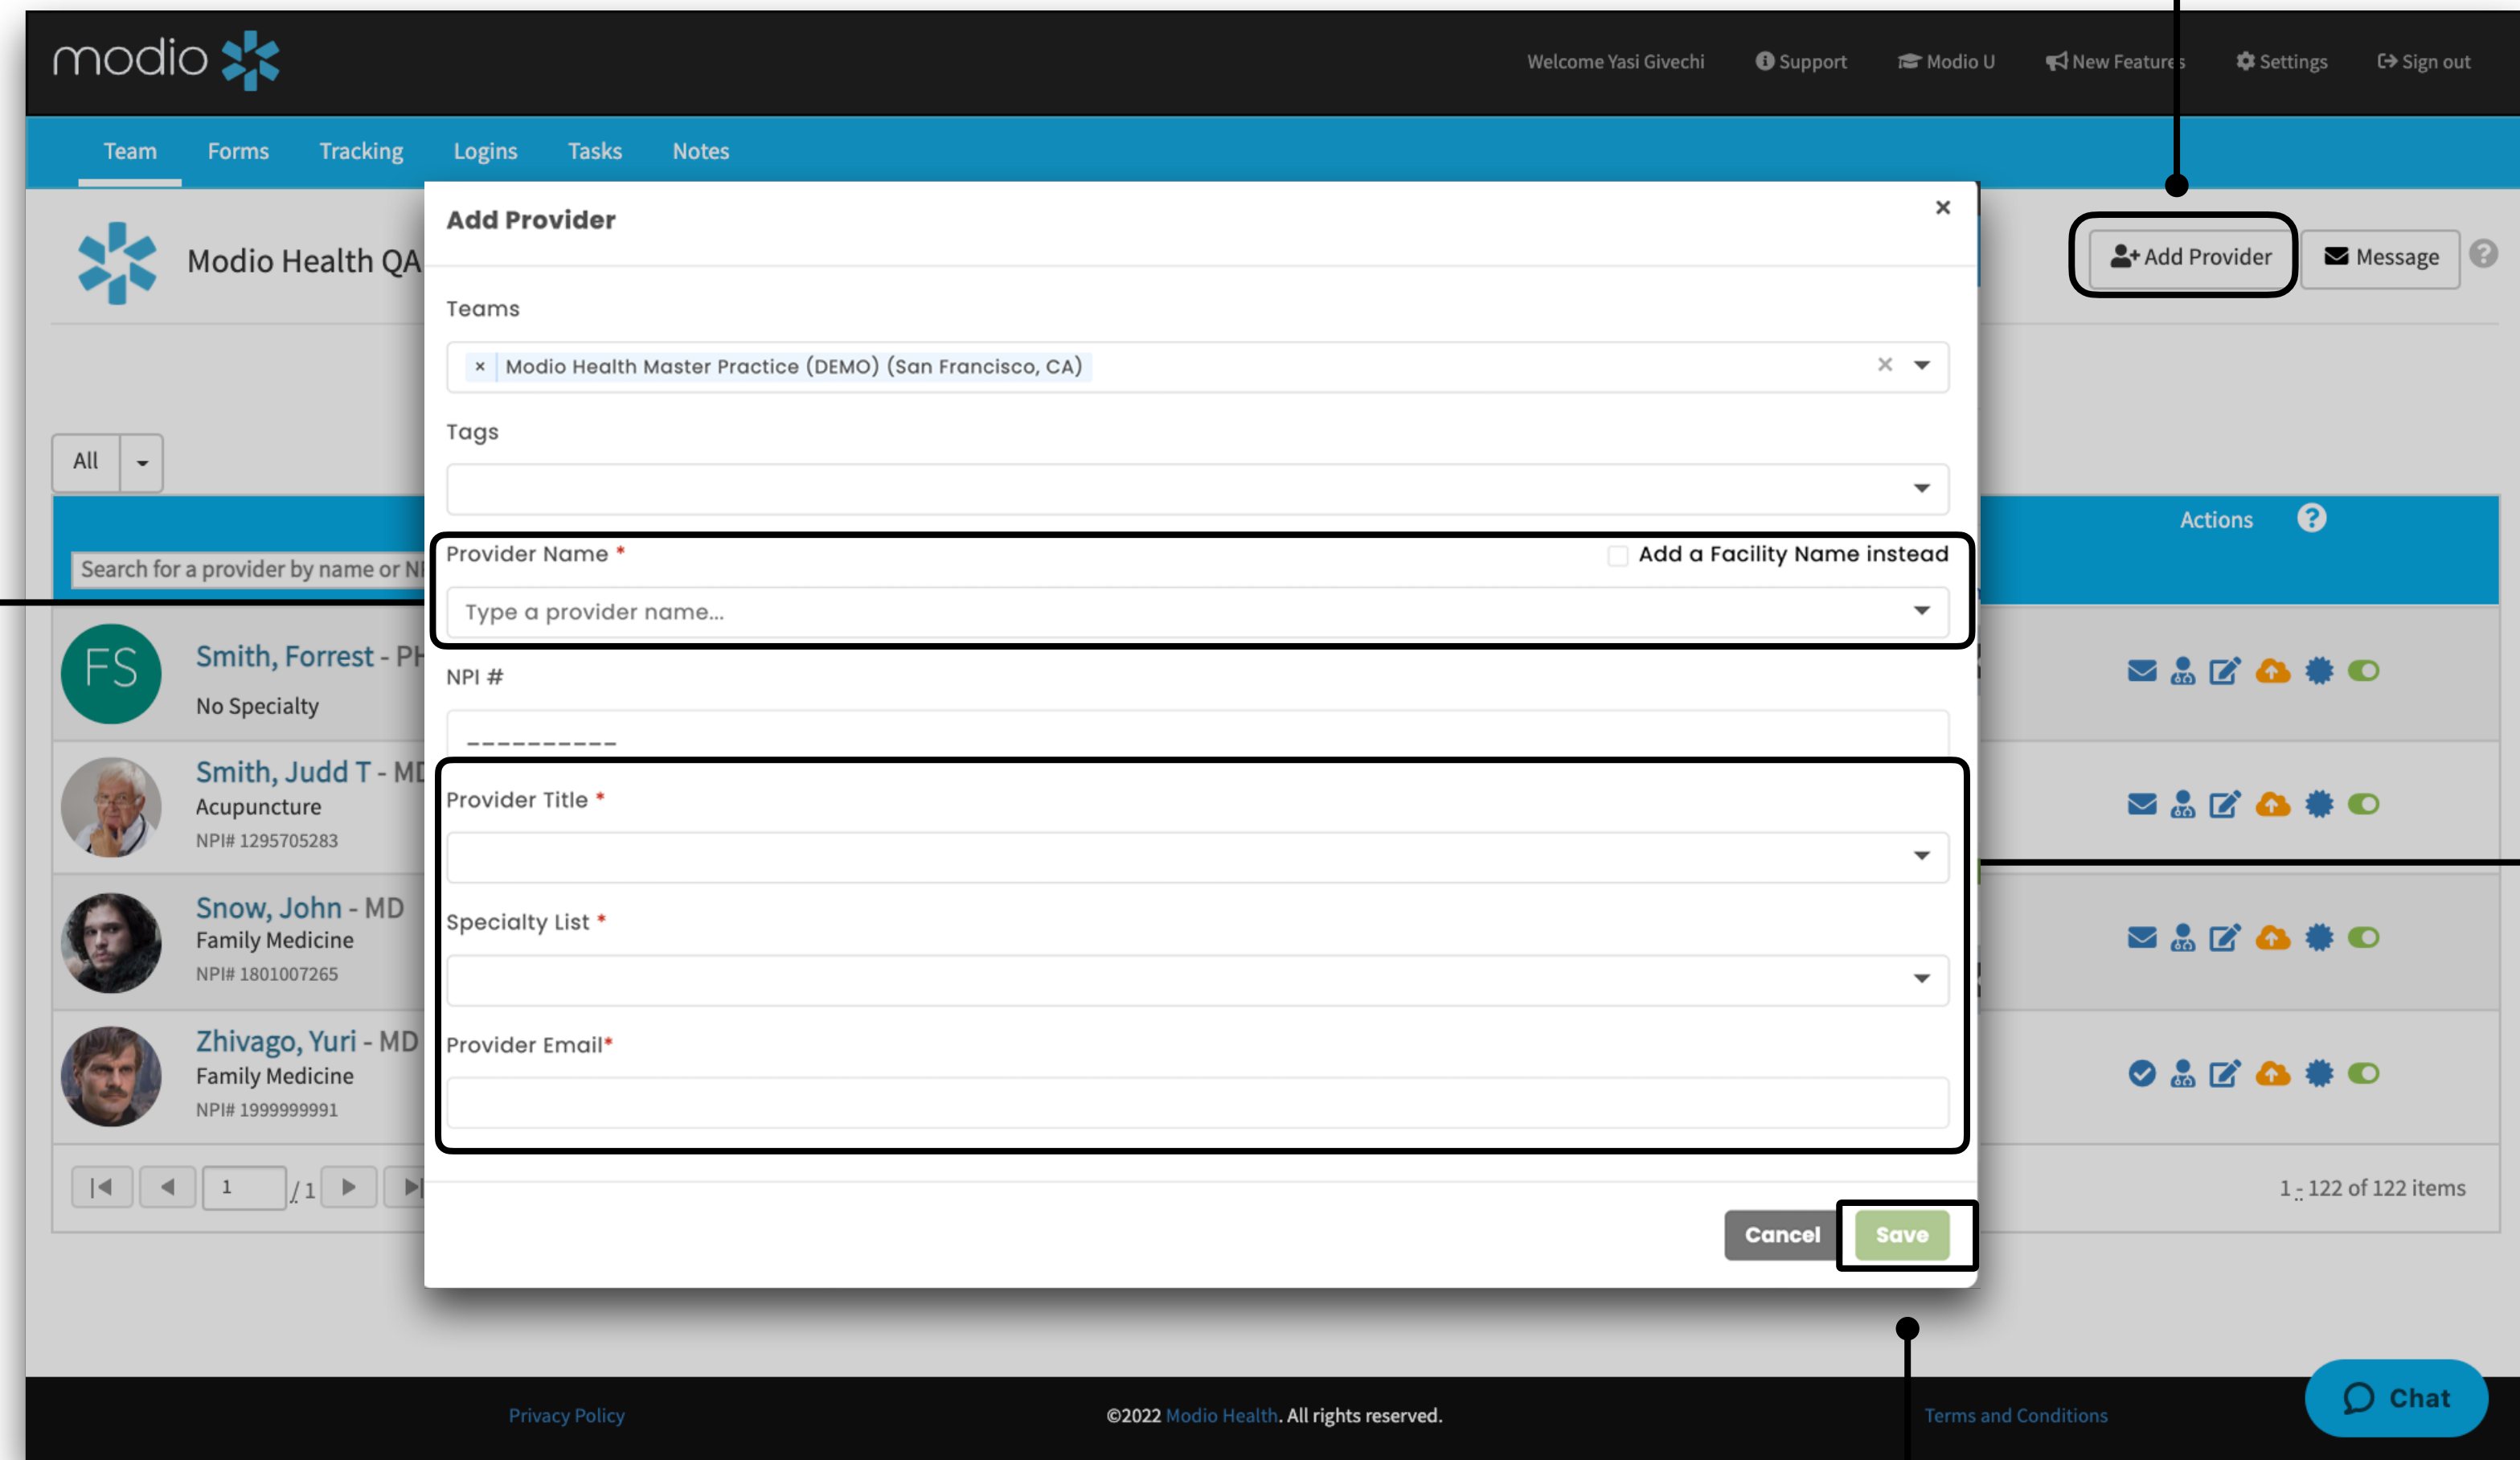 modio
Welcome Yasi Givechi Support Modio U New Features Settings Sign out
Team Forms Tracking Logins Tasks Notes
Modio Health QA
Add Provider Message ?
Add Provider ×
Teams
× Modio Health Master Practice (DEMO) (San Francisco, CA) ×
Tags
All
Actions ?
Search for a provider by name or
Provider Name * Add a Facility Name instead
Type a provider name...
NPI #
__________
Provider Title *
Specialty List *
Provider Email*
Cancel Save
FS
Smith, Forrest -
No Specialty
Smith, Judd T - MD
Acupuncture
NPI# 1295705283
Snow, John - MD
Family Medicine
NPI# 1801007265
Zhivago, Yuri - MD
Family Medicine
NPI# 1999999991
1 / 1
1 - 122 of 122 items
Privacy Policy
©2022 Modio Health. All rights reserved.
Terms and Conditions
Chat